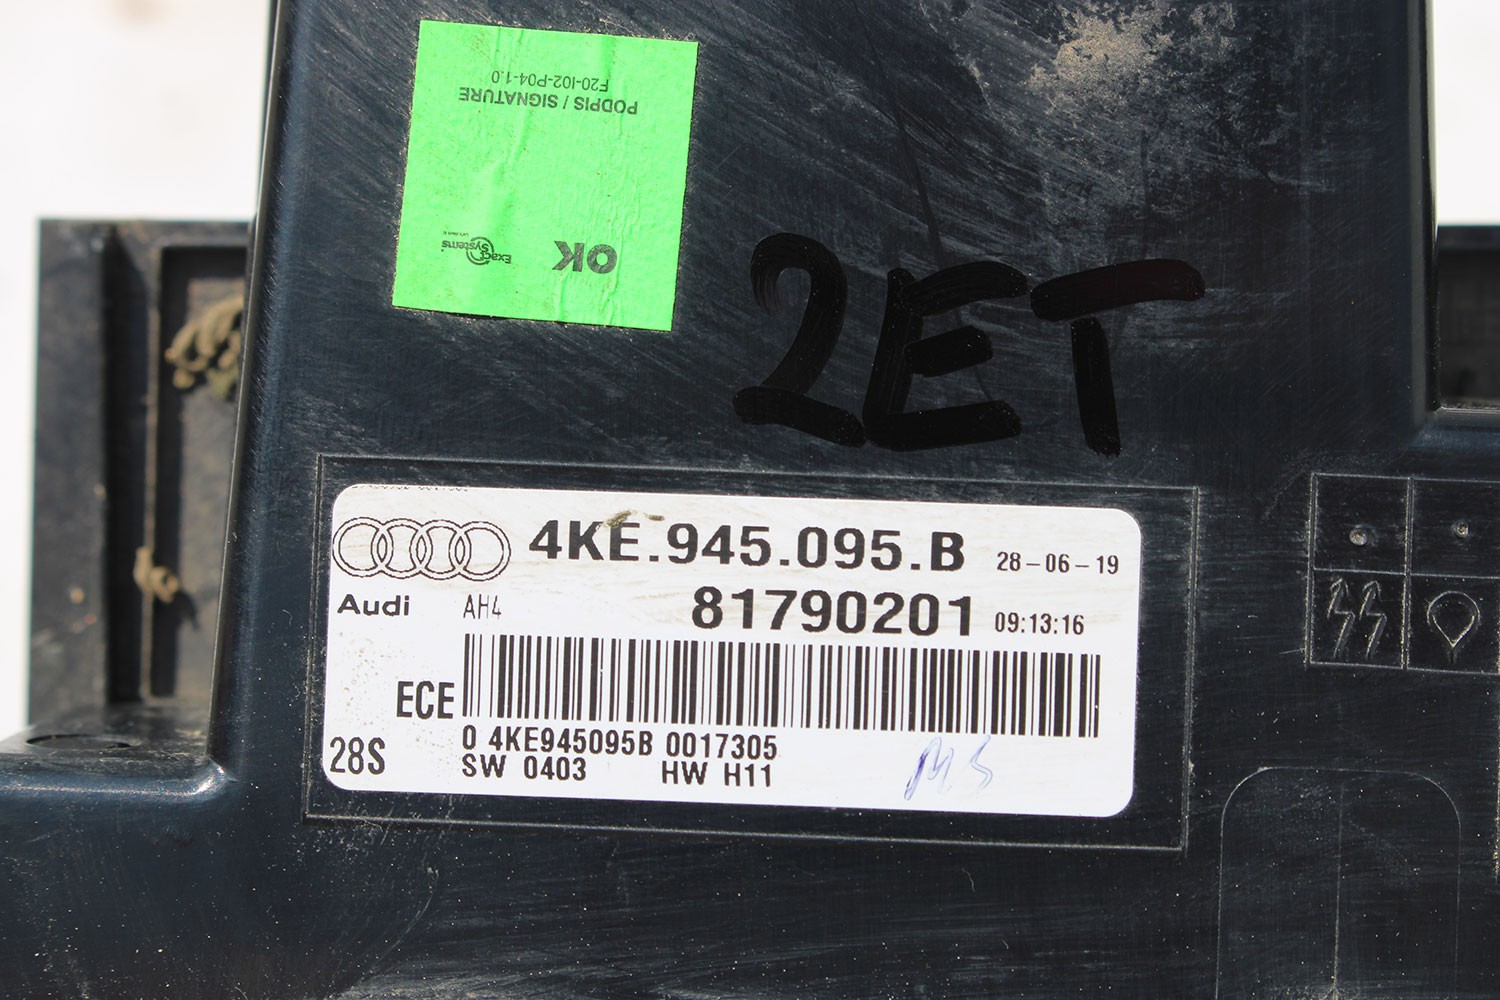 F20-I02-P04-1.0
PODPIS / SIGNATURE
OK
Exact Systems
2ET
4KE.945.095.B 28-06-19
Audi AH4 81790201 09:13:16
ECE
0 4KE945095B 0017305
28S SW 0403 HW H11